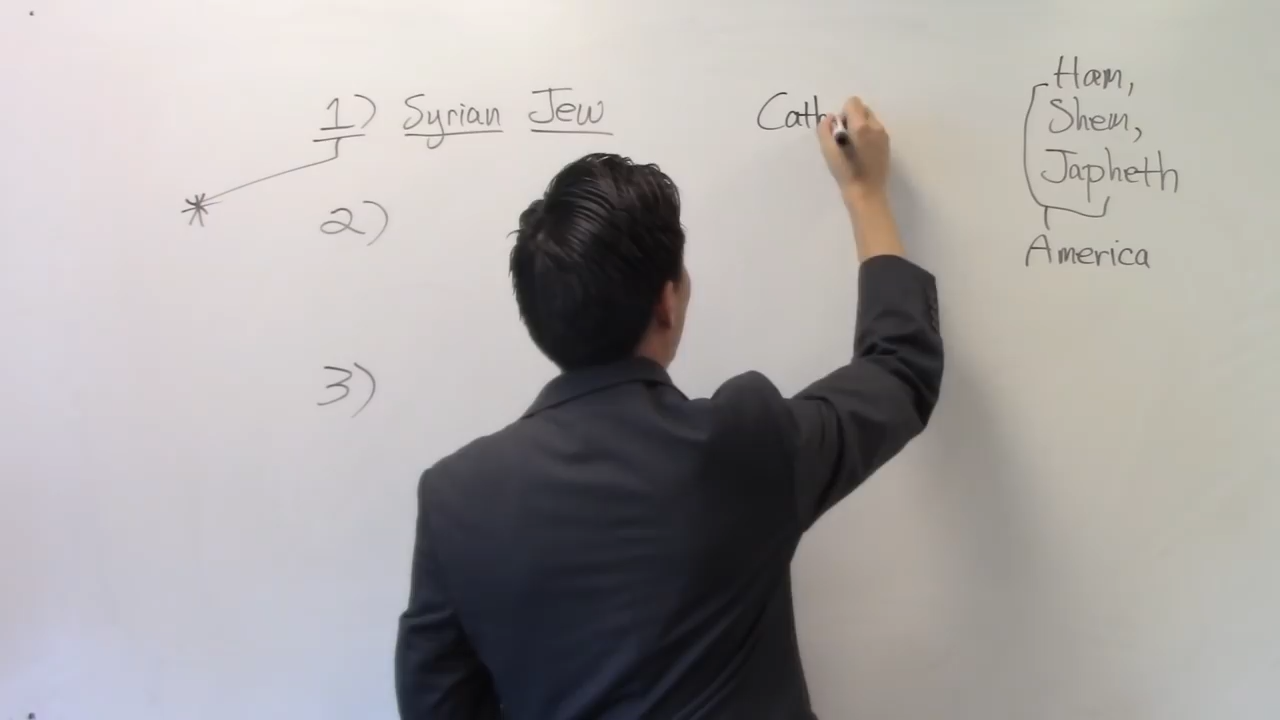 1) Syrian Jew
*
2)
3)
Cath
Ham,
Shem,
Japheth
America